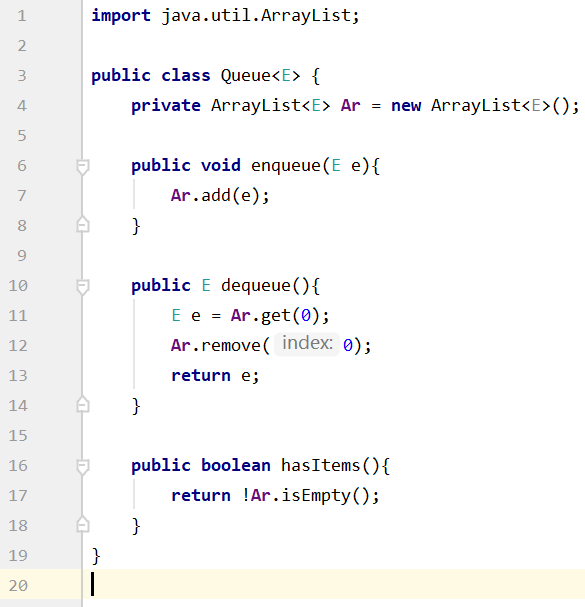 1 import java.util.ArrayList;
2
3 public class Queue<E> {
4     private ArrayList<E> Ar = new ArrayList<E>();
5
6     public void enqueue(E e){
7         Ar.add(e);
8     }
9
10     public E dequeue(){
11         E e = Ar.get(0);
12         Ar.remove( index: 0);
13         return e;
14     }
15
16     public boolean hasItems(){
17         return !Ar.isEmpty();
18     }
19 }
20